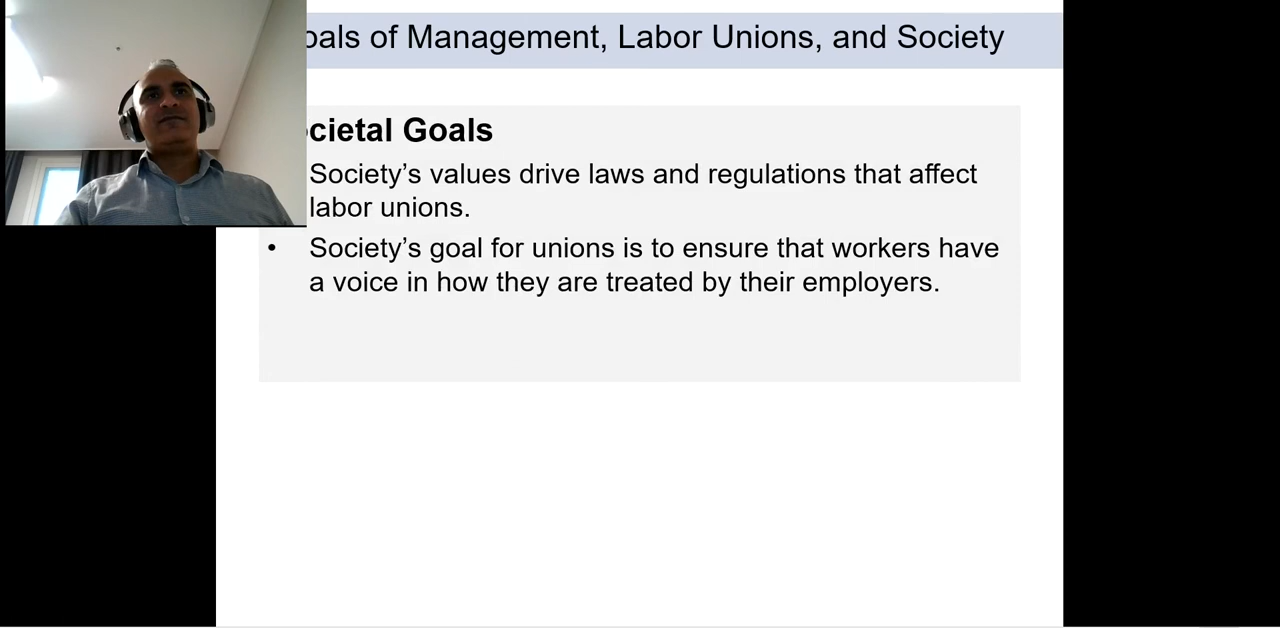 oals of Management, Labor Unions, and Society
cietal Goals
Society’s values drive laws and regulations that affect
labor unions.
• Society’s goal for unions is to ensure that workers have
a voice in how they are treated by their employers.